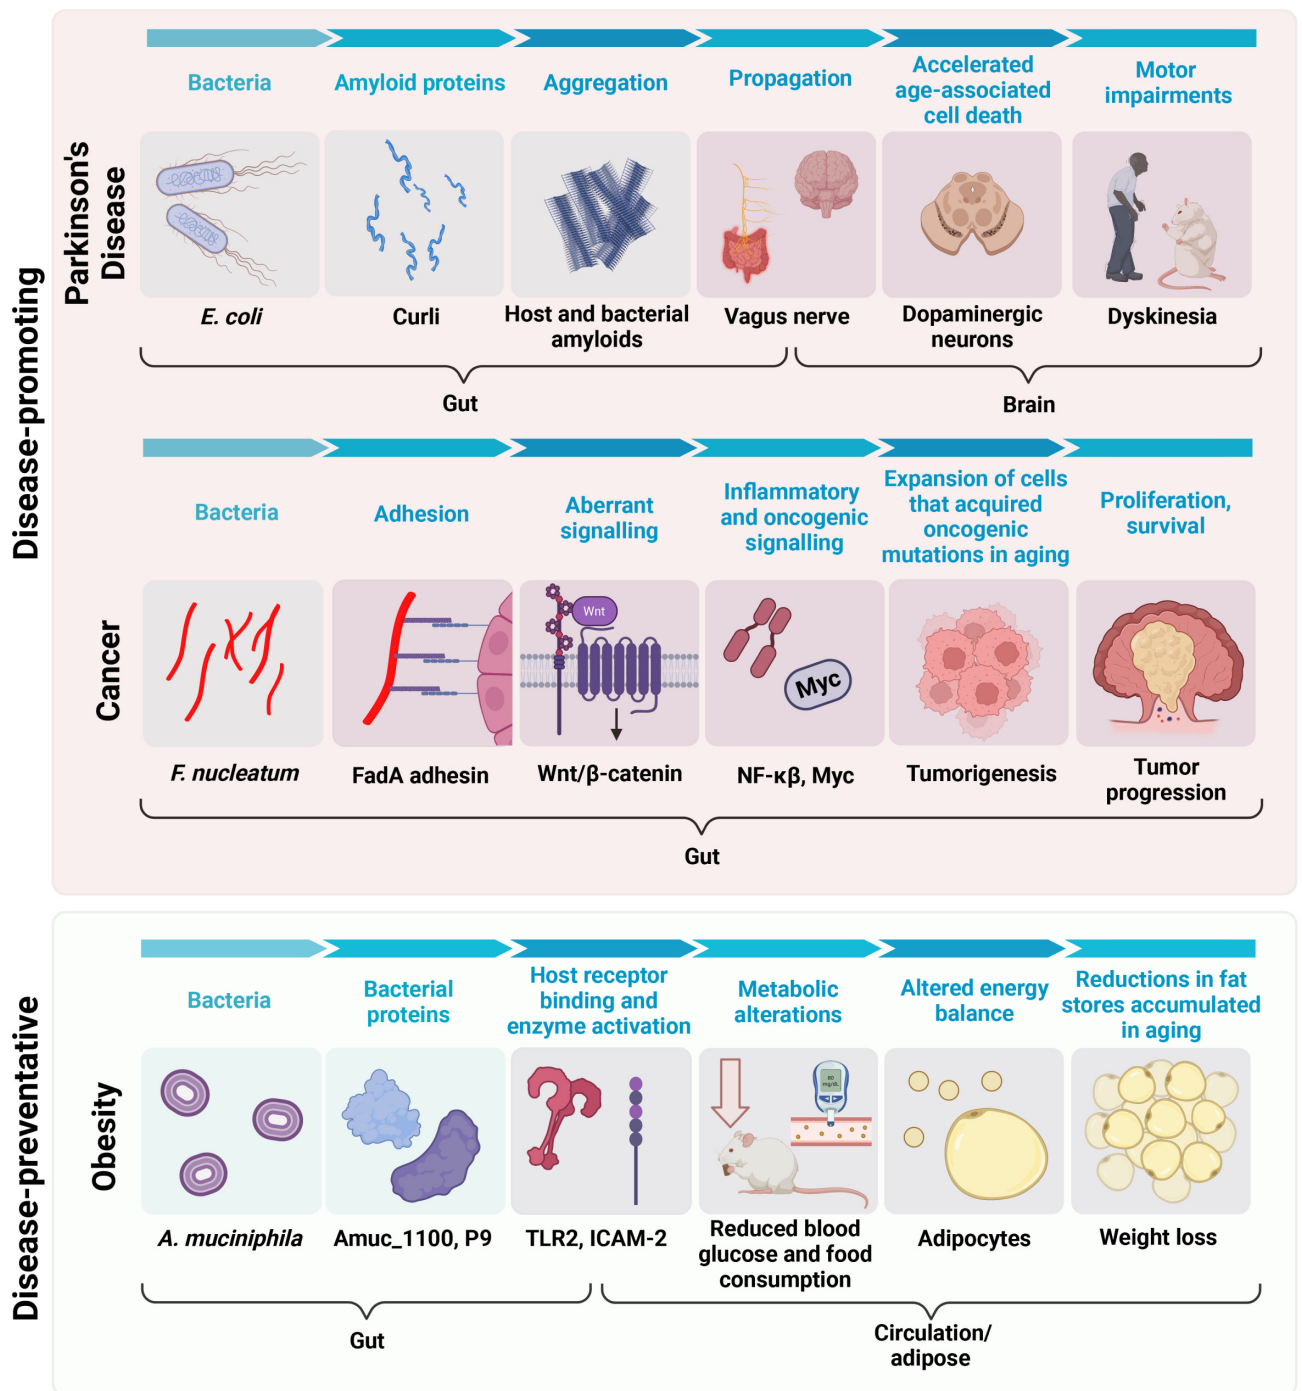 Disease-promoting
Parkinson's
Disease
Bacteria
Amyloid proteins
Aggregation
Propagation
Accelerated
age-associated
cell death
Motor
impairments
E. coli
Curli
Host and bacterial
amyloids
Vagus nerve
Dopaminergic
neurons
Dyskinesia
Gut
Brain
Cancer
Bacteria
Adhesion
Aberrant
signalling
Inflammatory
and oncogenic
signalling
Expansion of cells
that acquired
oncogenic
mutations in aging
Proliferation,
survival
Wnt
Myc
F. nucleatum
FadA adhesin
Wnt/β-catenin
NF-κβ, Myc
Tumorigenesis
Tumor
progression
Gut
Disease-preventative
Obesity
Bacteria
Bacterial
proteins
Host receptor
binding and
enzyme activation
Metabolic
alterations
Altered energy
balance
Reductions in fat
stores accumulated
in aging
80
mg/dL
A. muciniphila
Amuc_1100, P9
TLR2, ICAM-2
Reduced blood
glucose and food
consumption
Adipocytes
Weight loss
Gut
Circulation/
adipose